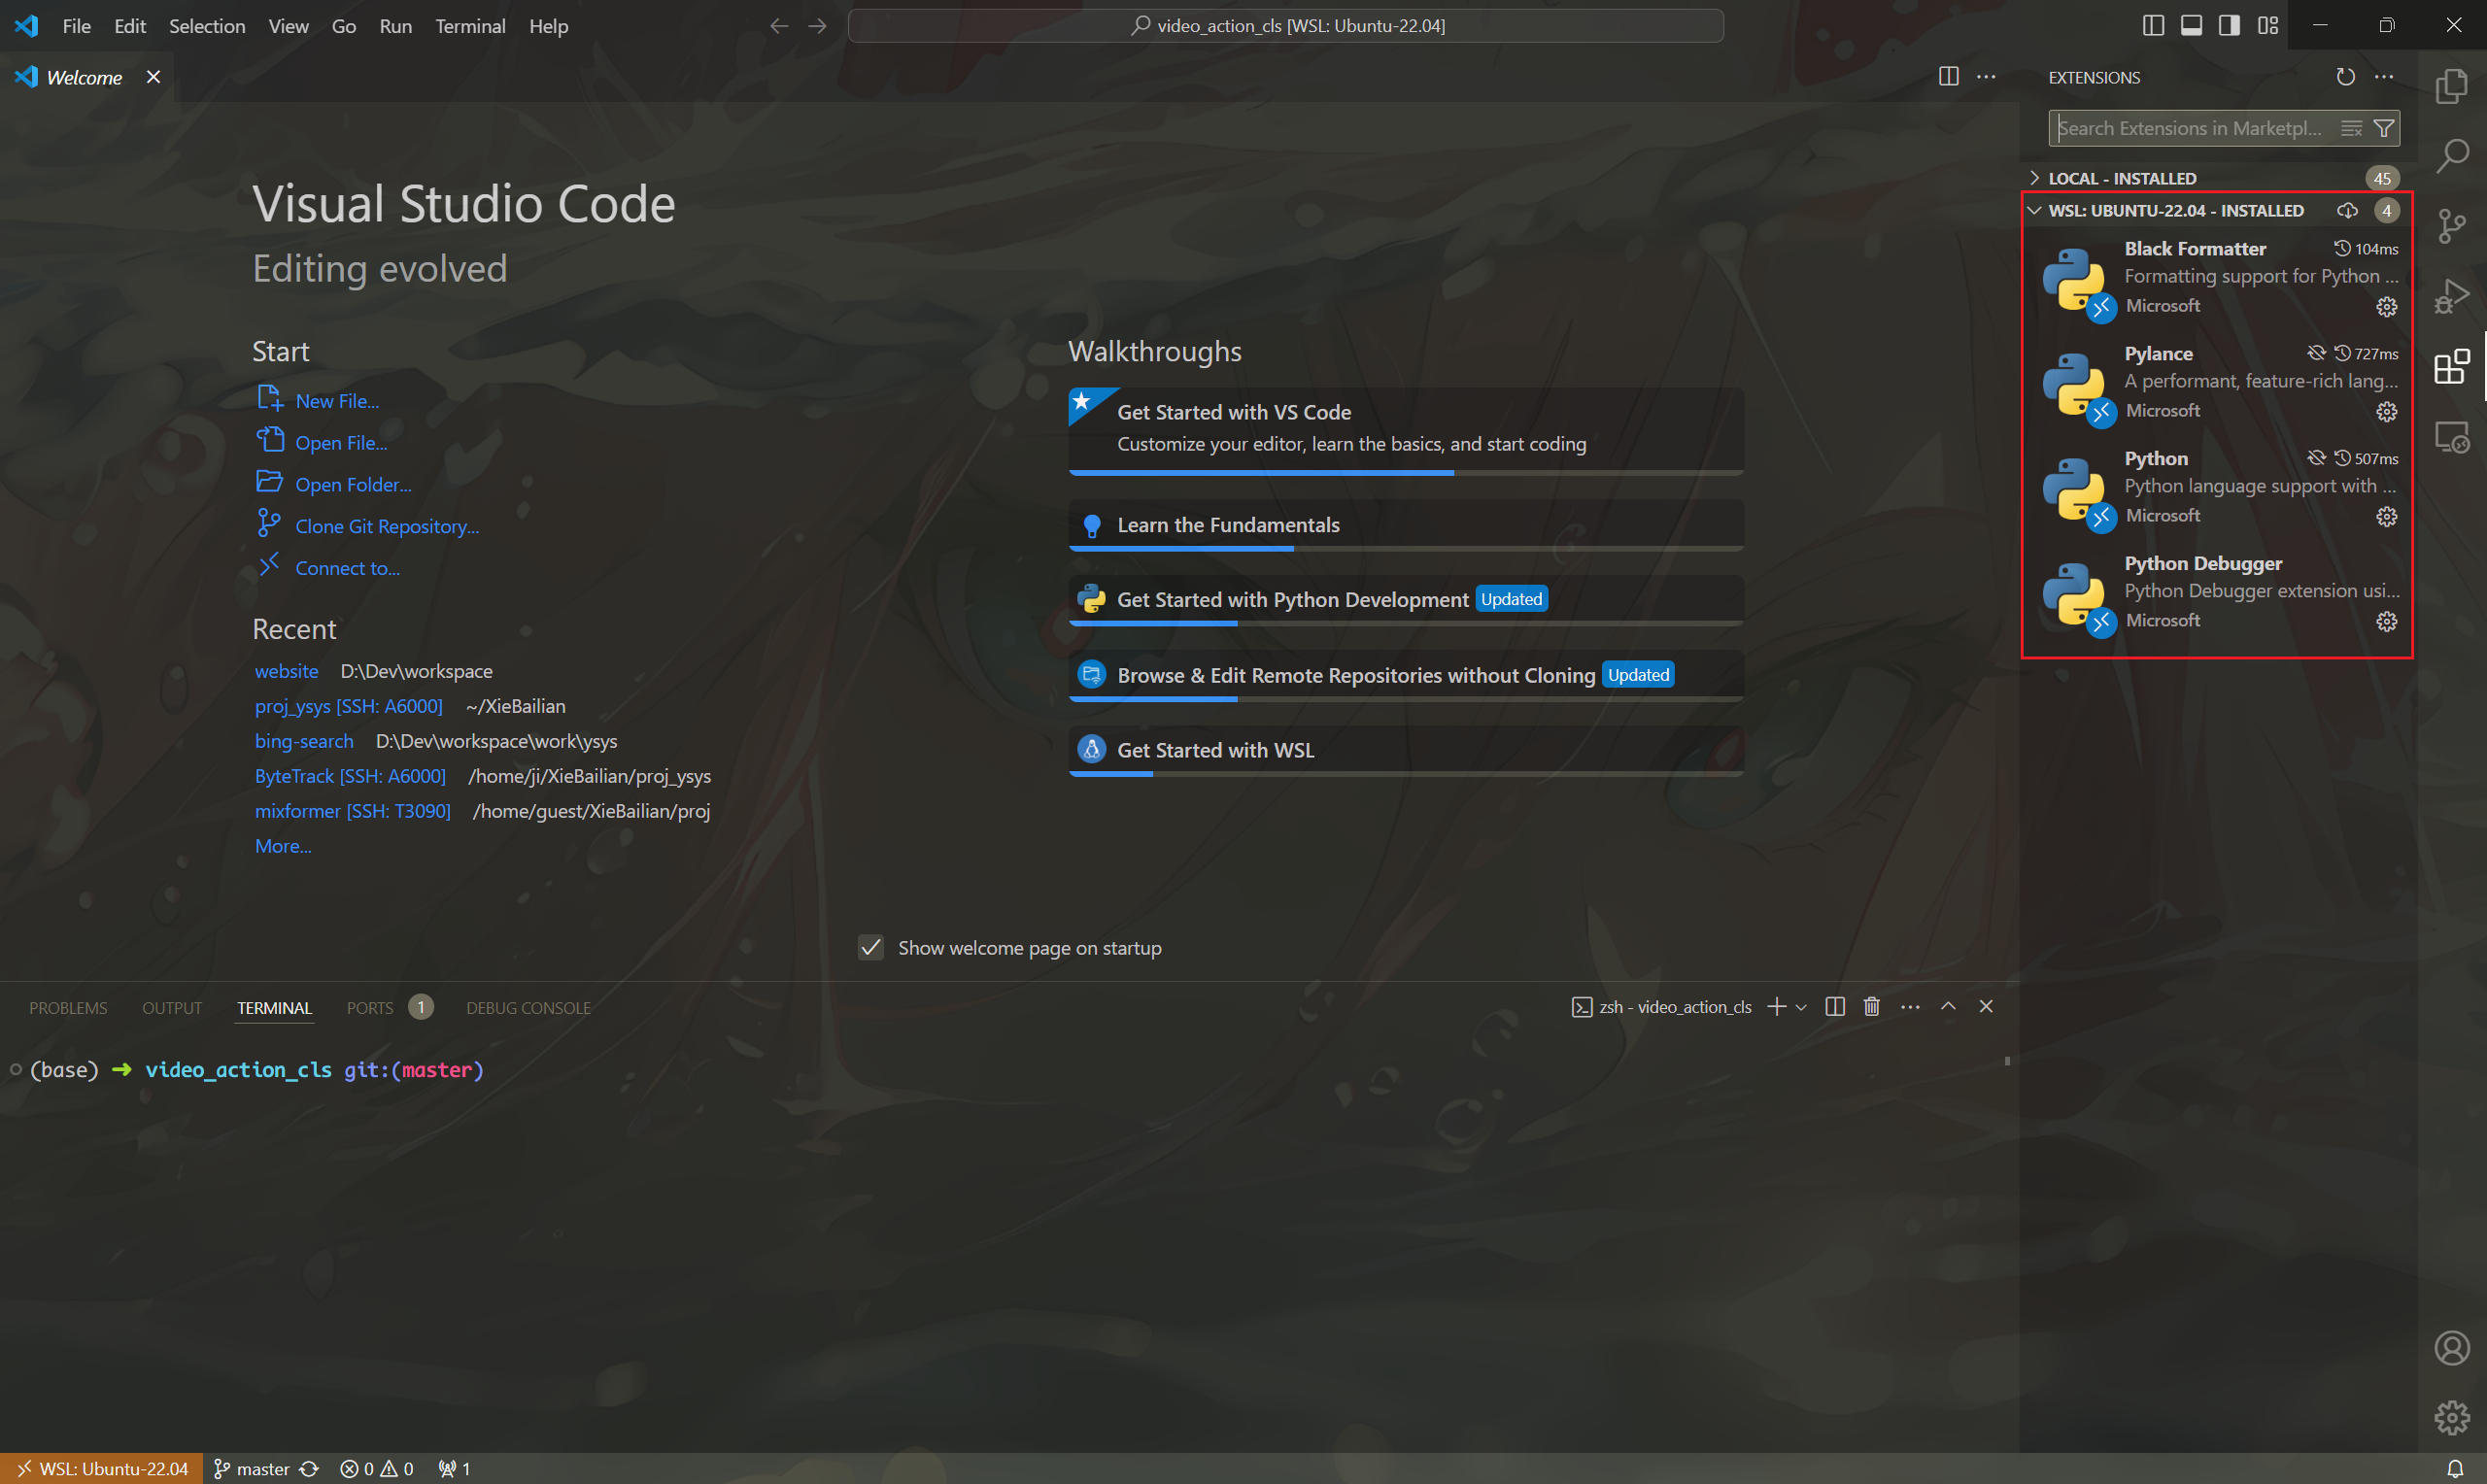 File Edit Selection View Go Run Terminal Help
video_action_cls [WSL: Ubuntu-22.04]
Welcome
Visual Studio Code
Editing evolved
Start
New File...
Open File...
Open Folder...
Clone Git Repository...
Connect to...
Recent
website D:\Dev\workspace
proj_ysys [SSH: A6000] ~/XieBailian
bing-search D:\Dev\workspace\work\ysys
ByteTrack [SSH: A6000] /home/ji/XieBailian/proj_ysys
mixformer [SSH: T3090] /home/guest/XieBailian/proj
More...
Walkthroughs
Get Started with VS Code
Customize your editor, learn the basics, and start coding
Learn the Fundamentals
Get Started with Python Development Updated
Browse & Edit Remote Repositories without Cloning Updated
Get Started with WSL
Show welcome page on startup
EXTENSIONS
Search Extensions in Marketpl...
LOCAL - INSTALLED 45
WSL: UBUNTU-22.04 - INSTALLED 4
Black Formatter 104ms
Formatting support for Python ...
Microsoft
Pylance 727ms
A performant, feature-rich lang...
Microsoft
Python 507ms
Python language support with ...
Microsoft
Python Debugger
Python Debugger extension usi...
Microsoft
PROBLEMS OUTPUT TERMINAL PORTS 1 DEBUG CONSOLE
zsh - video_action_cls
(base) ➜ video_action_cls git:(master)
WSL: Ubuntu-22.04 master 0 0 1